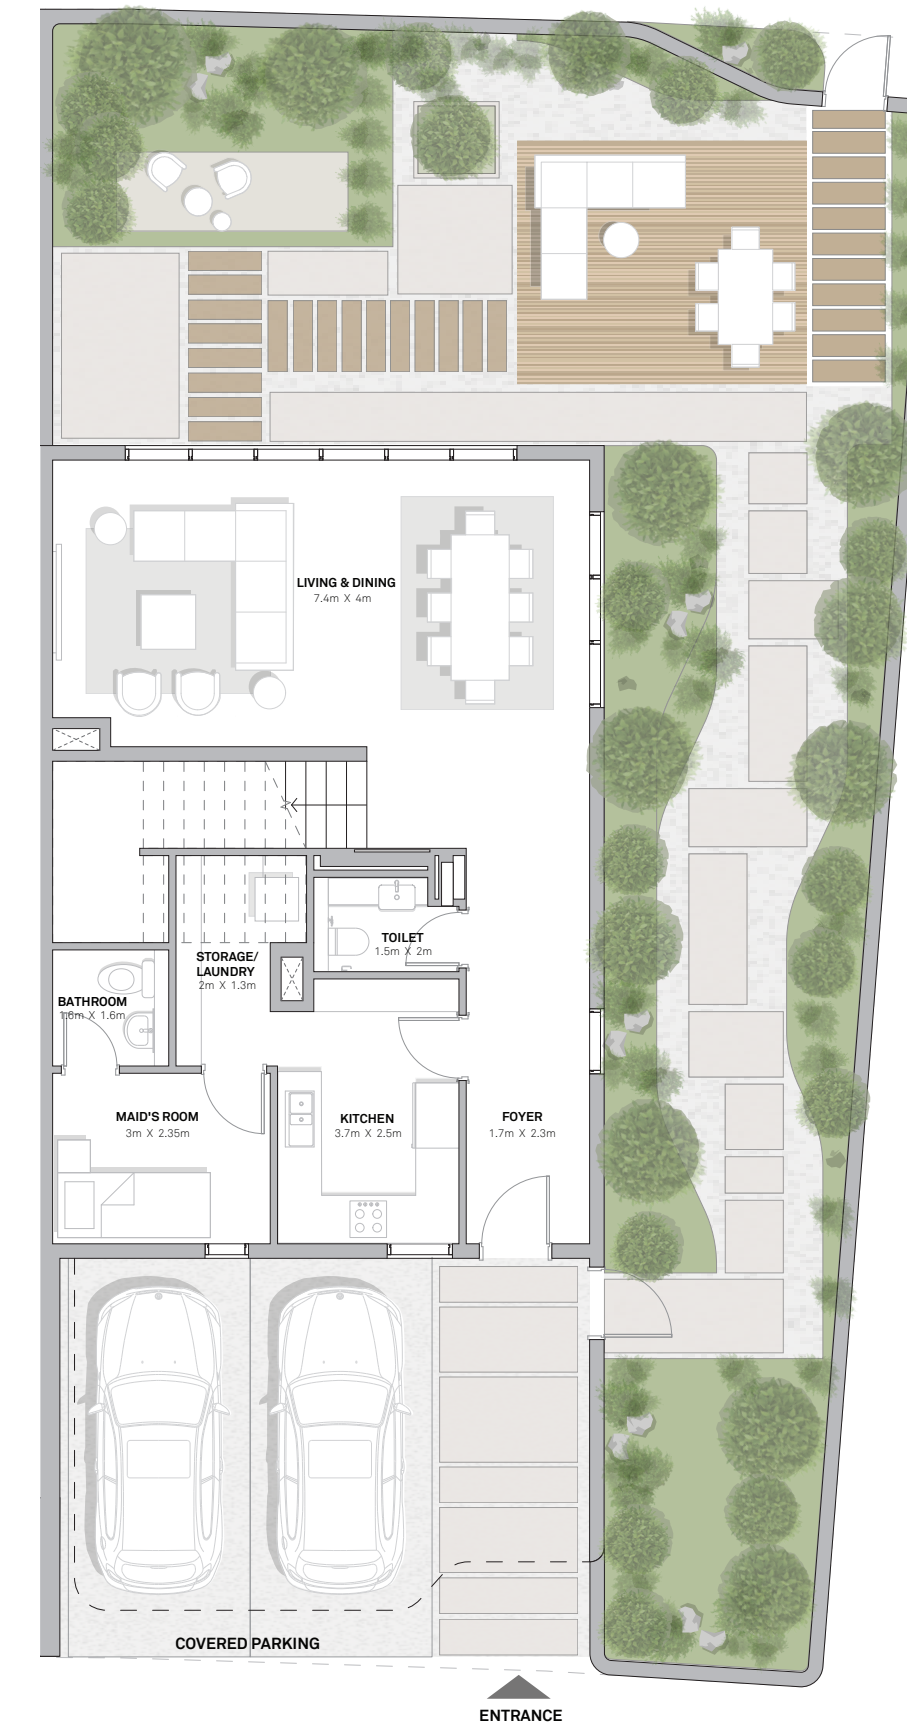 LIVING & DINING
7.4m X 4m
TOILET
1.5m X 2m
STORAGE/
LAUNDRY
2m X 1.3m
BATHROOM
1.6m X 1.6m
MAID'S ROOM
3m X 2.35m
KITCHEN
3.7m X 2.5m
FOYER
1.7m X 2.3m
COVERED PARKING
ENTRANCE